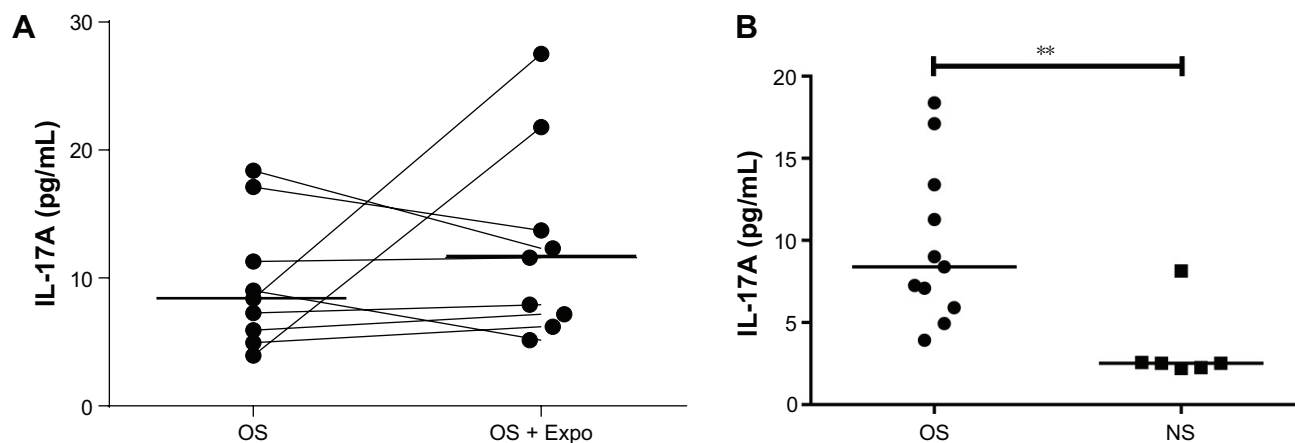 A
IL-17A (pg/mL)
30
20
10
0
OS
OS + Expo
B
**
IL-17A (pg/mL)
20
15
10
5
0
OS
NS